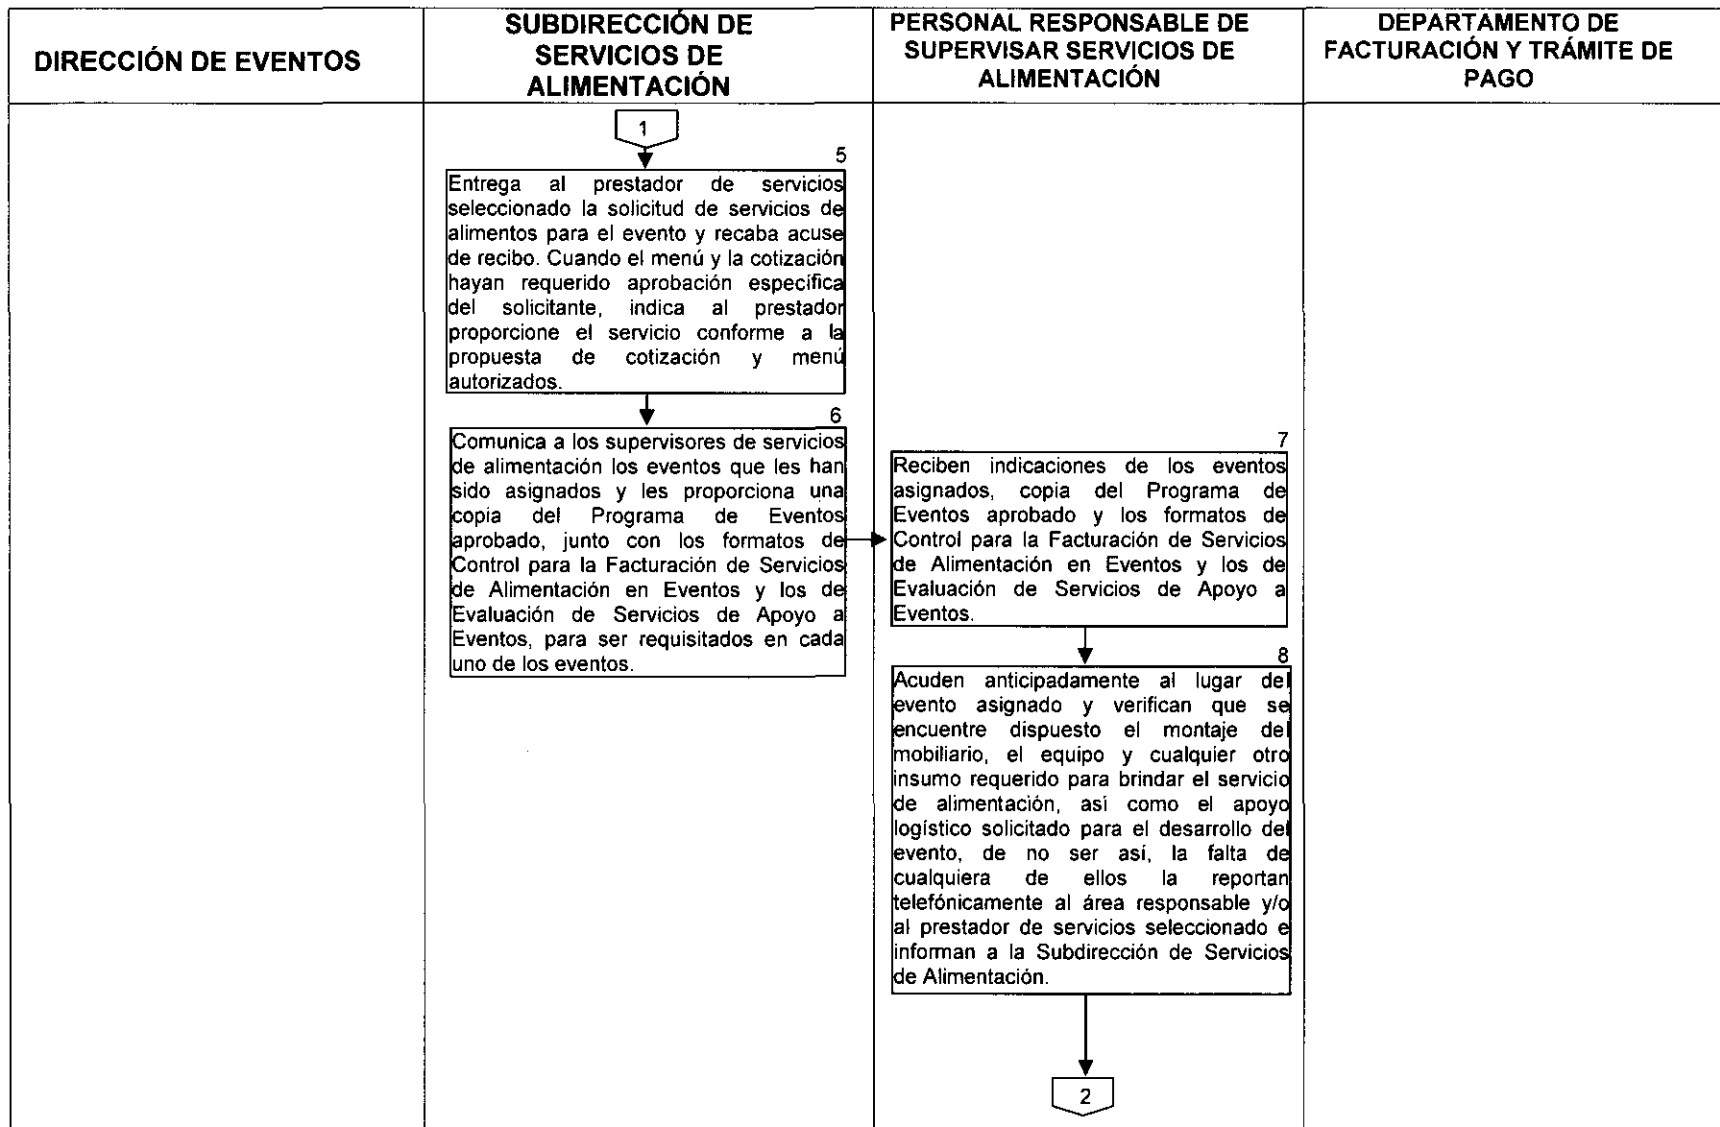 DIRECCIÓN DE EVENTOS
SUBDIRECCIÓN DE
SERVICIOS DE
ALIMENTACIÓN
PERSONAL RESPONSABLE DE
SUPERVISAR SERVICIOS DE
ALIMENTACIÓN
DEPARTAMENTO DE
FACTURACIÓN Y TRÁMITE DE
PAGO
1
5
Entrega al prestador de servicios
seleccionado la solicitud de servicios de
alimentos para el evento y recaba acuse
de recibo. Cuando el menú y la cotización
hayan requerido aprobación específica
del solicitante, indica al prestador
proporcione el servicio conforme a la
propuesta de cotización y menú
autorizados.
6
Comunica a los supervisores de servicios
de alimentación los eventos que les han
sido asignados y les proporciona una
copia del Programa de Eventos
aprobado, junto con los formatos de
Control para la Facturación de Servicios
de Alimentación en Eventos y los de
Evaluación de Servicios de Apoyo a
Eventos, para ser requisitados en cada
uno de los eventos.
7
Reciben indicaciones de los eventos
asignados, copia del Programa de
Eventos aprobado y los formatos de
Control para la Facturación de Servicios
de Alimentación en Eventos y los de
Evaluación de Servicios de Apoyo a
Eventos.
8
Acuden anticipadamente al lugar del
evento asignado y verifican que se
encuentre dispuesto el montaje del
mobiliario, el equipo y cualquier otro
insumo requerido para brindar el servicio
de alimentación, así como el apoyo
logístico solicitado para el desarrollo del
evento, de no ser así, la falta de
cualquiera de ellos la reportan
telefónicamente al área responsable y/o
al prestador de servicios seleccionado e
informan a la Subdirección de Servicios
de Alimentación.
2